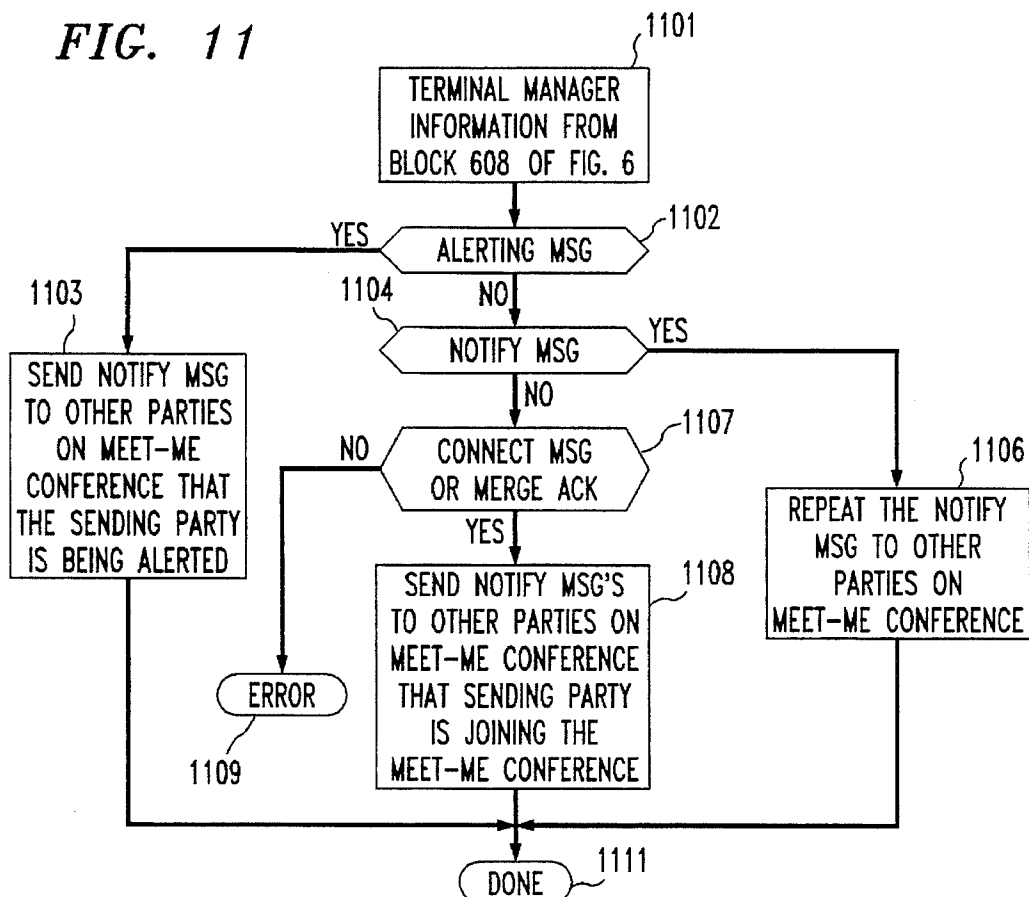 FIG. 11
1101
TERMINAL MANAGER
INFORMATION FROM
BLOCK 608 OF FIG. 6
1102
YES
ALERTING MSG
NO
1103
1104
YES
NOTIFY MSG
NO
SEND NOTIFY MSG
TO OTHER PARTIES
ON MEET-ME
CONFERENCE THAT
THE SENDING PARTY
IS BEING ALERTED
1107
NO
CONNECT MSG
OR MERGE ACK
YES
1106
REPEAT THE NOTIFY
MSG TO OTHER
PARTIES ON
MEET-ME CONFERENCE
1108
SEND NOTIFY MSG'S
TO OTHER PARTIES ON
MEET-ME CONFERENCE
THAT SENDING PARTY
IS JOINING THE
MEET-ME CONFERENCE
ERROR
1109
DONE
1111